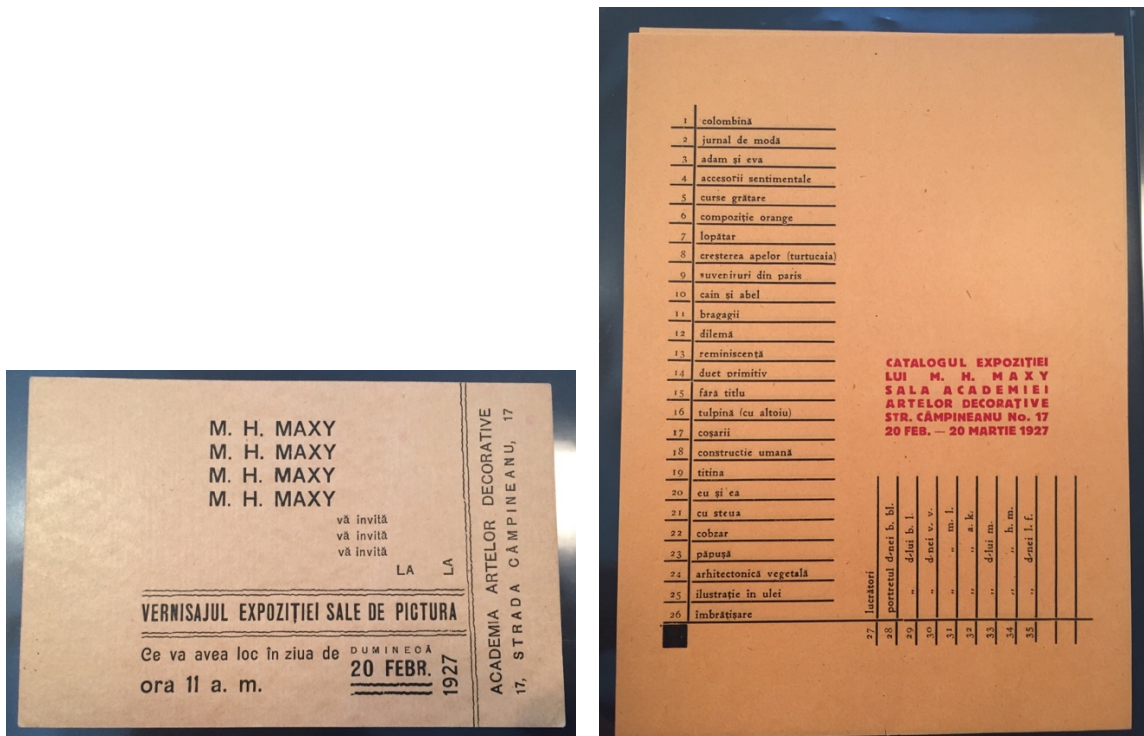 M. H. MAXY
M. H. MAXY
M. H. MAXY
M. H. MAXY
vă invită
vă invită
vă invită
LA LA
VERNISAJUL EXPOZIȚIEI SALE DE PICTURA
Ce va avea loc în ziua de DUMINECĂ
20 FEBR. 1927
ora 11 a. m.
ACADEMIA ARTELOR DECORATIVE
17, STRADA CÂMPINEANU, 17
1 colombină
2 jurnal de modă
3 adam și eva
4 accesorii sentimentale
5 curse grătare
6 compoziție orange
7 lopătar
8 creșterea apelor (turtucaia)
9 suveniruri din paris
10 cain și abel
11 bragagii
12 dilemă
13 reminiscență
14 duet primitiv
15 fără titlu
16 tulpină (cu altoiu)
17 coșarii
18 constructie umană
19 titina
20 eu și ea
21 cu steua
22 cobzar
23 păpușă
24 arhitectonică vegetală
25 ilustrație în ulei
26 îmbrățișare
CATALOGUL EXPOZIȚIEI
LUI M. H. MAXY
SALA ACADEMIEI
ARTELOR DECORATIVE
STR. CÂMPINEANU No. 17
20 FEB. — 20 MARTIE 1927
27 lucrători
28 portretul d-nei b. bl.
29 „ d-lui b. l.
30 „ d-nei v. v.
31 „ „ m. l.
32 „ „ a. k.
33 „ d-lui m.
34 „ „ h. m.
35 „ d-nei l. f.